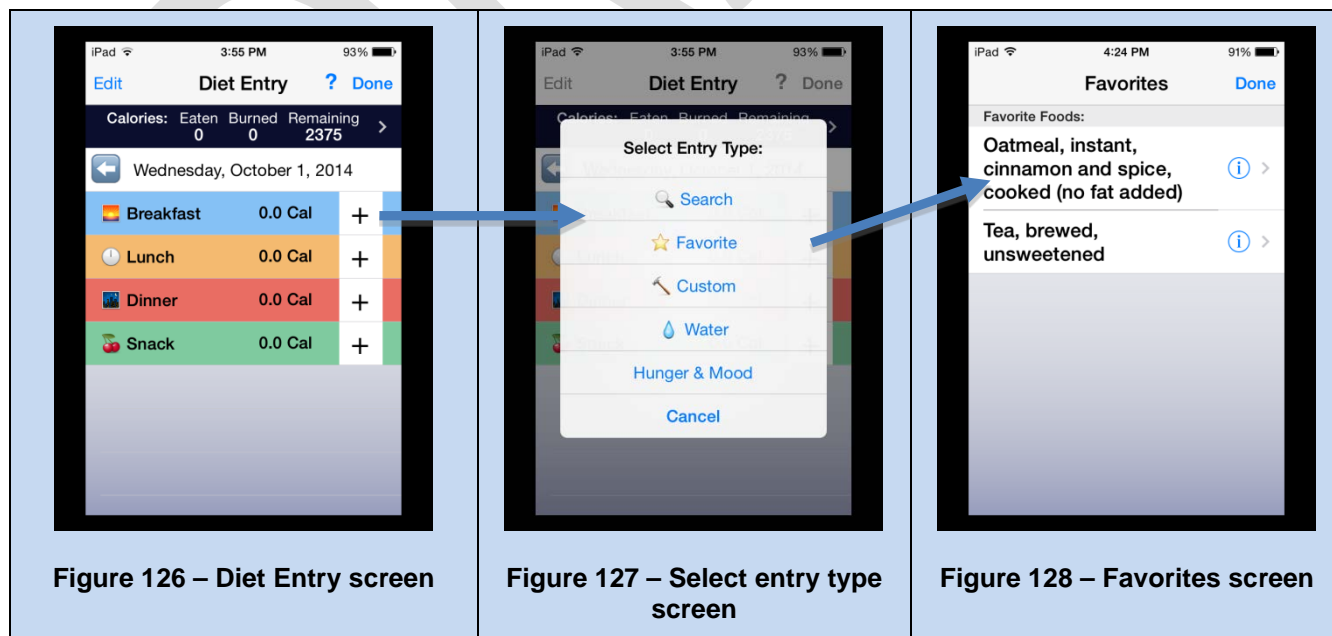 iPad 3:55 PM 93%
Edit Diet Entry ? Done
Calories: Eaten Burned Remaining
0 0 2375 >
Wednesday, October 1, 2014
Breakfast 0.0 Cal +
Lunch 0.0 Cal +
Dinner 0.0 Cal +
Snack 0.0 Cal +
Figure 126 – Diet Entry screen
iPad 3:55 PM 93%
Edit Diet Entry ? Done
Calories: Eaten Burned Remaining
Select Entry Type:
Search
Favorite
Custom
Water
Hunger & Mood
Cancel
Figure 127 – Select entry type
screen
iPad 4:24 PM 91%
Favorites Done
Favorite Foods:
Oatmeal, instant,
cinnamon and spice,
cooked (no fat added)
Tea, brewed,
unsweetened
Figure 128 – Favorites screen